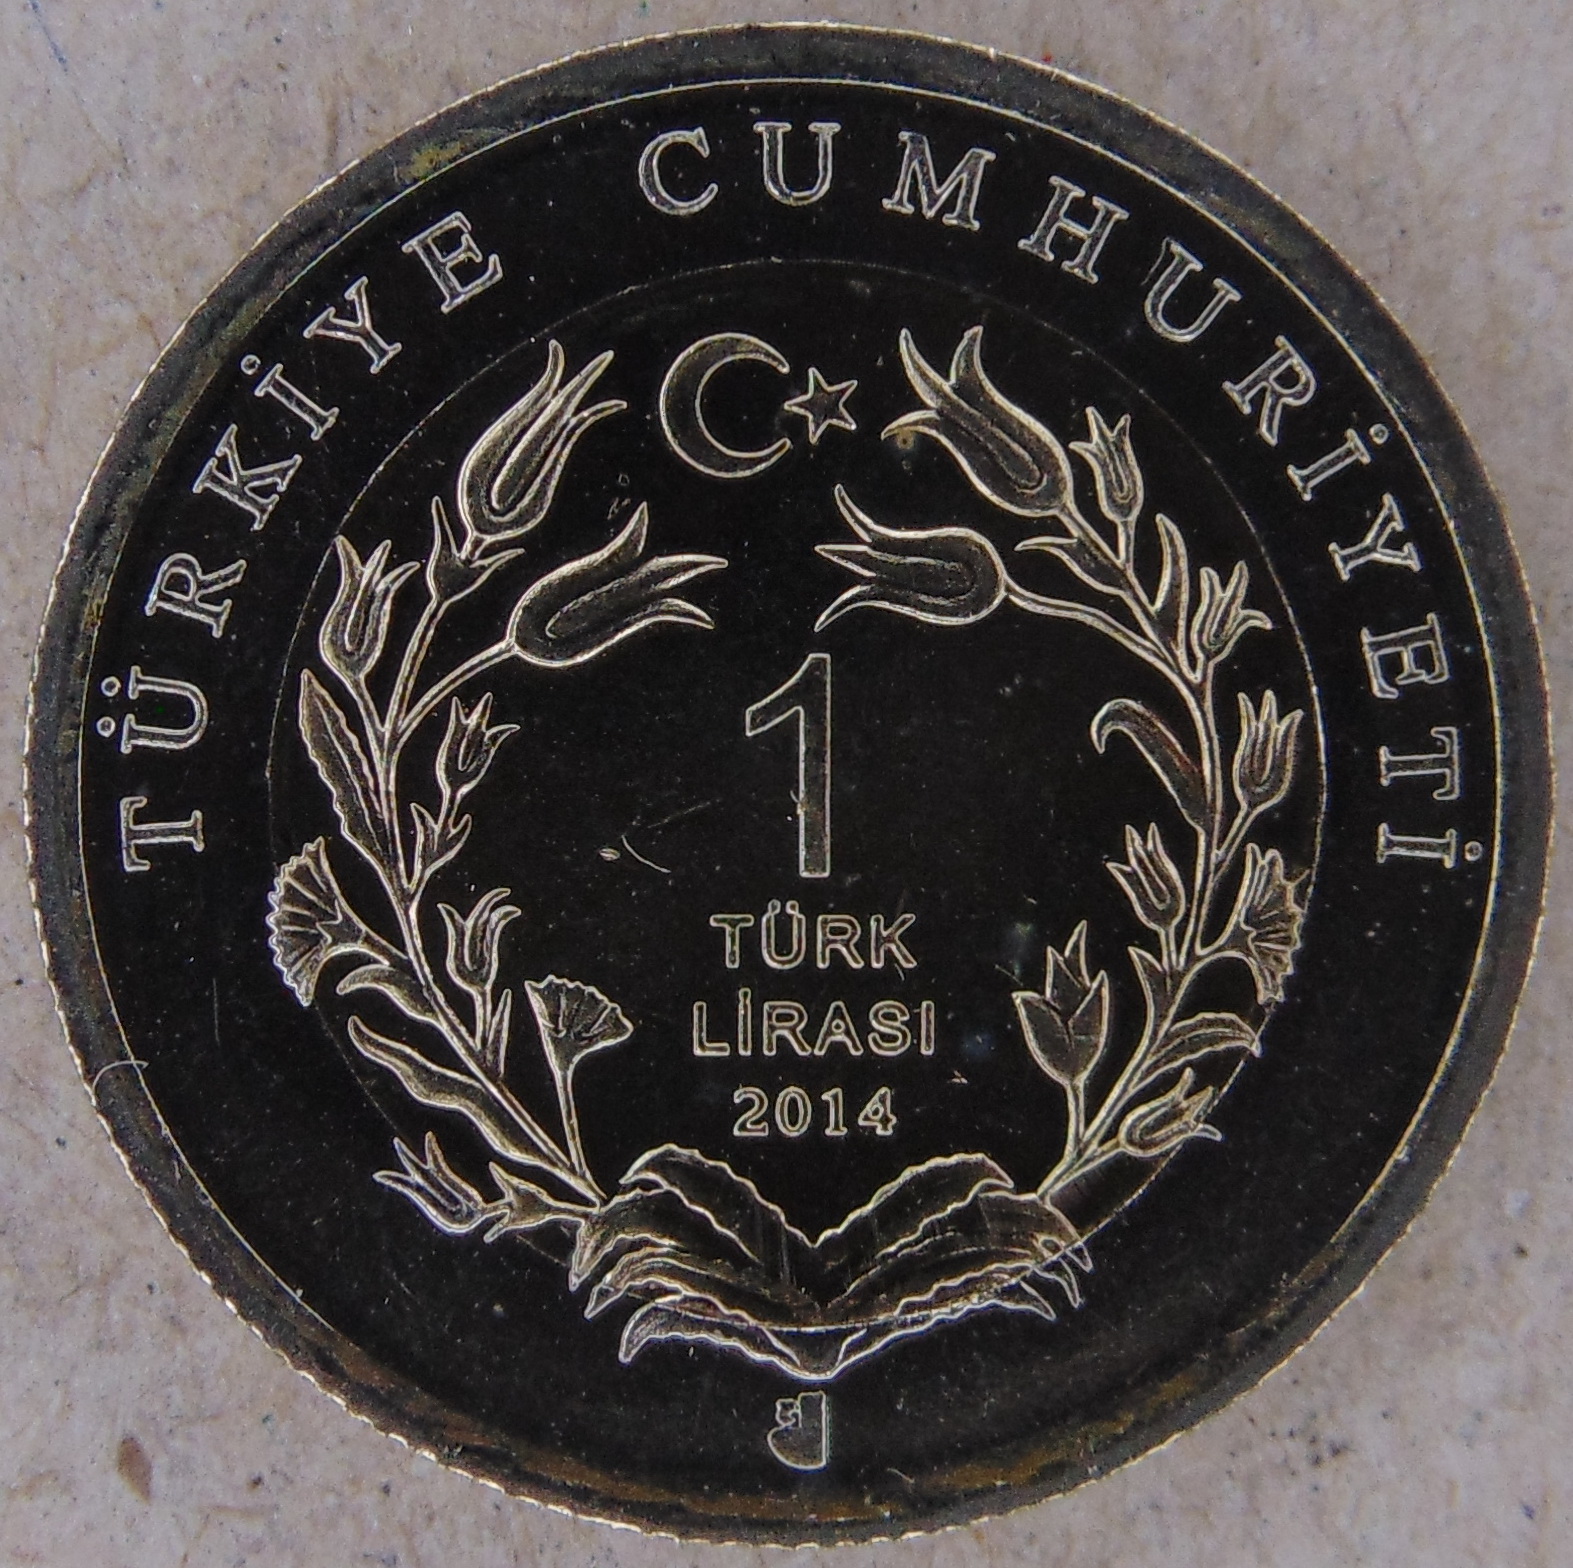 TÜRKİYE CUMHURİYETİ
1
TÜRK
LİRASI
2014